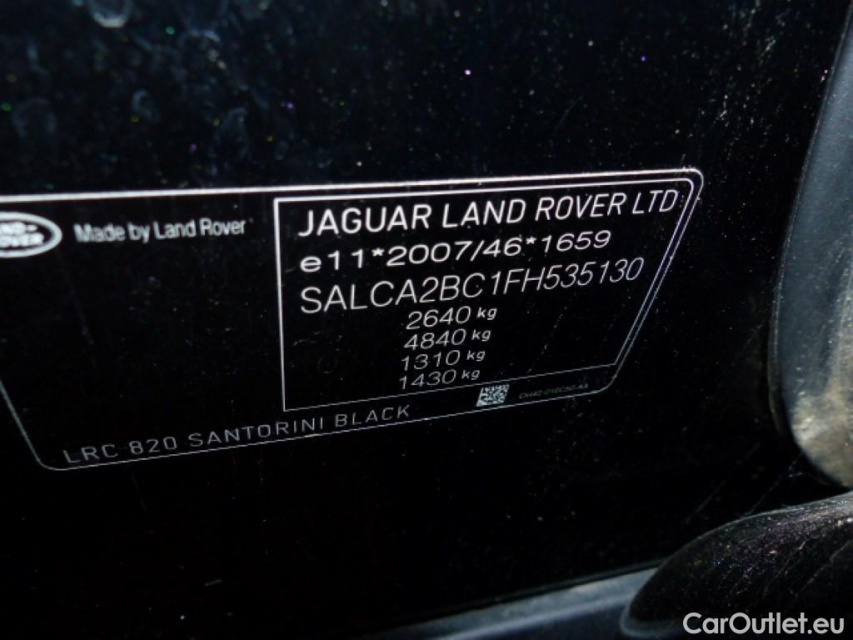 Made by Land Rover
JAGUAR LAND ROVER LTD
e11*2007/46*1659
SALCA2BC1FH535130
2640 kg
4840 kg
1310 kg
1430 kg
LRC 820 SANTORINI BLACK
CarOutlet.eu